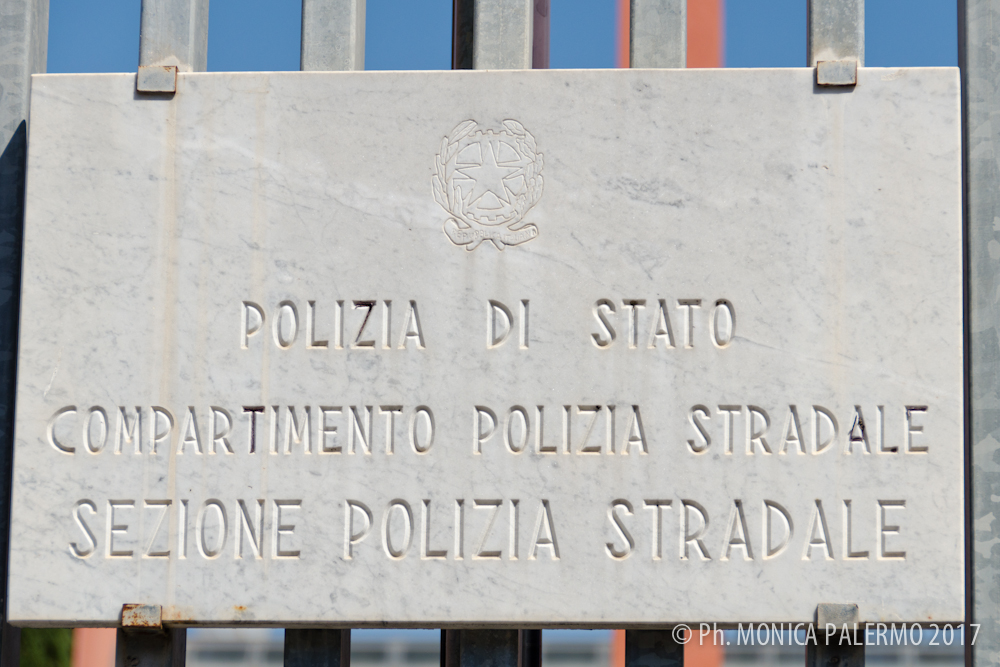 POLIZIA DI STATO
COMPARTIMENTO POLIZIA STRADALE
SEZIONE POLIZIA STRADALE
© Ph. MONICA PALERMO 2017